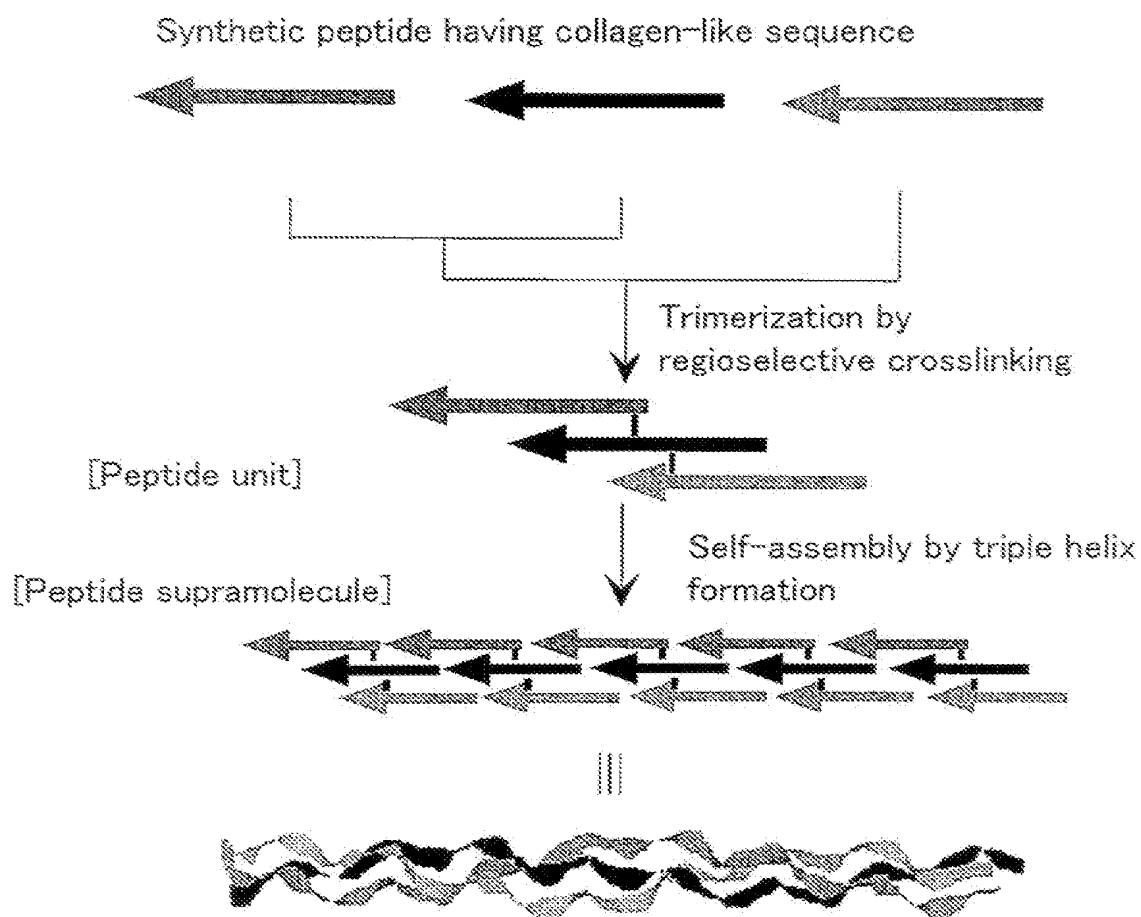 Synthetic peptide having collagen-like sequence
Trimerization by
regioselective crosslinking
[Peptide unit]
Self-assembly by triple helix
formation
[Peptide supramolecule]